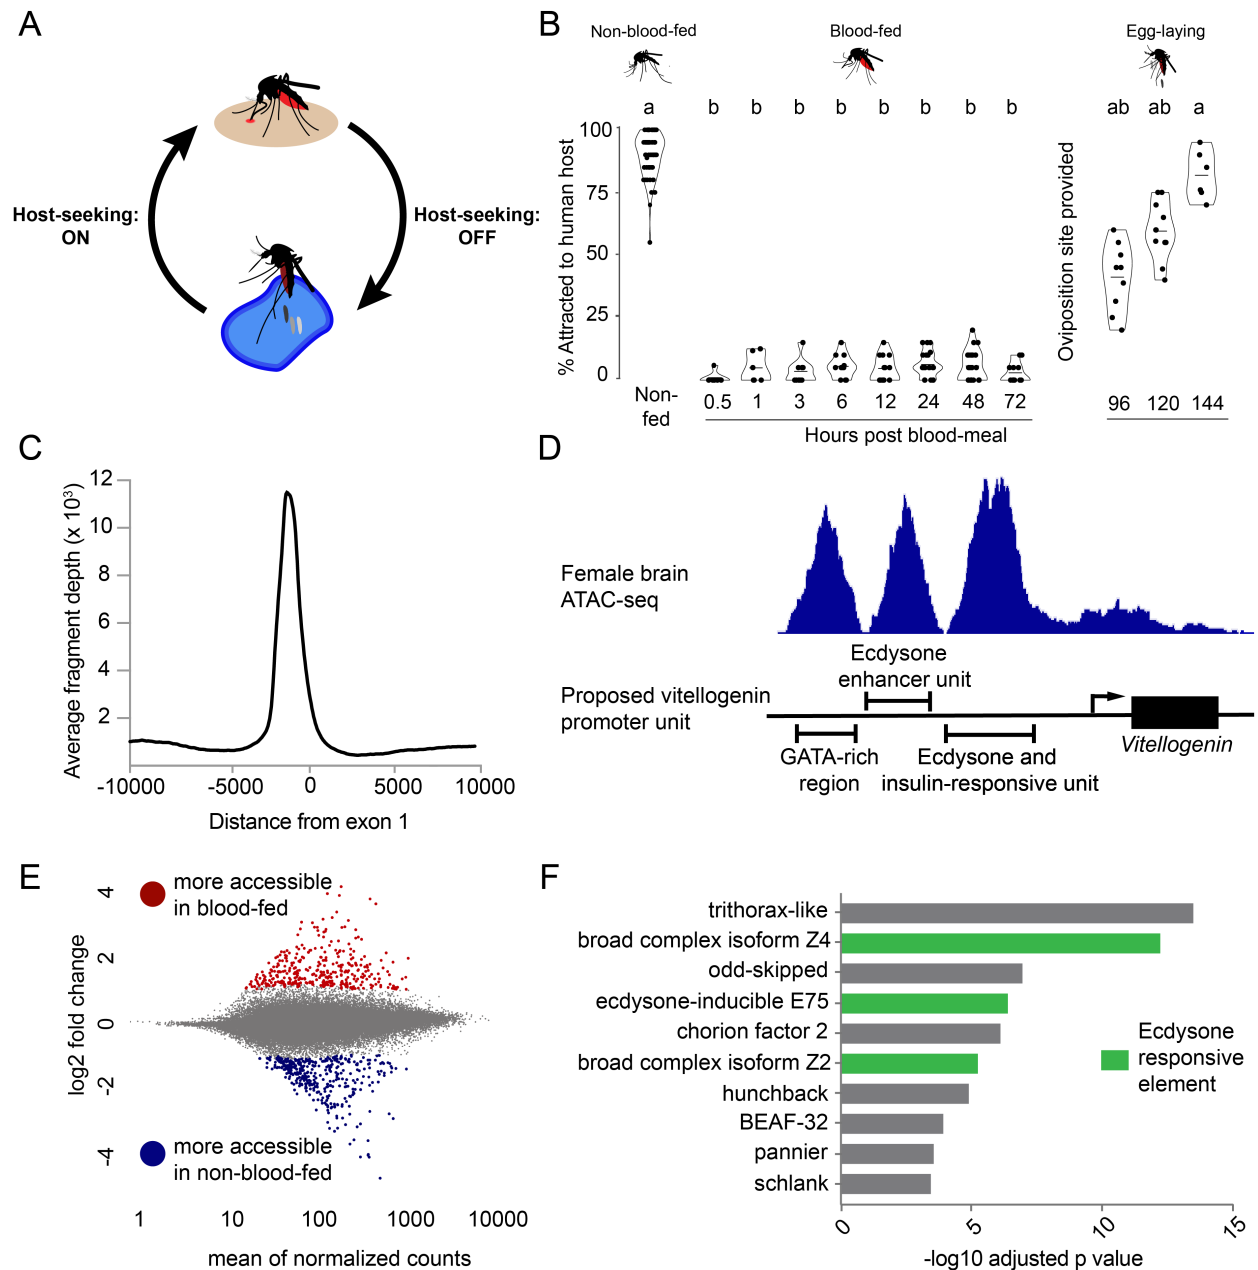 A
Host-seeking:
ON
Host-seeking:
OFF
B
Non-blood-fed
Blood-fed
Egg-laying
a b b b b b b b b ab ab a
% Attracted to human host
100
75
50
25
0
Oviposition site provided
Non-
fed
0.5 1 3 6 12 24 48 72 96 120 144
Hours post blood-meal
C
Average fragment depth (x 10³)
12
10
8
6
4
2
-10000 -5000 0 5000 10000
Distance from exon 1
D
Female brain
ATAC-seq
Ecdysone
enhancer unit
Proposed vitellogenin
promoter unit
Vitellogenin
GATA-rich
region
Ecdysone and
insulin-responsive unit
E
more accessible
in blood-fed
log2 fold change
4
2
0
-2
-4
more accessible
in non-blood-fed
1 10 100 1000 10000
mean of normalized counts
F
trithorax-like
broad complex isoform Z4
odd-skipped
ecdysone-inducible E75
chorion factor 2
broad complex isoform Z2
hunchback
BEAF-32
pannier
schlank
Ecdysone
responsive
element
0 5 10 15
-log10 adjusted p value